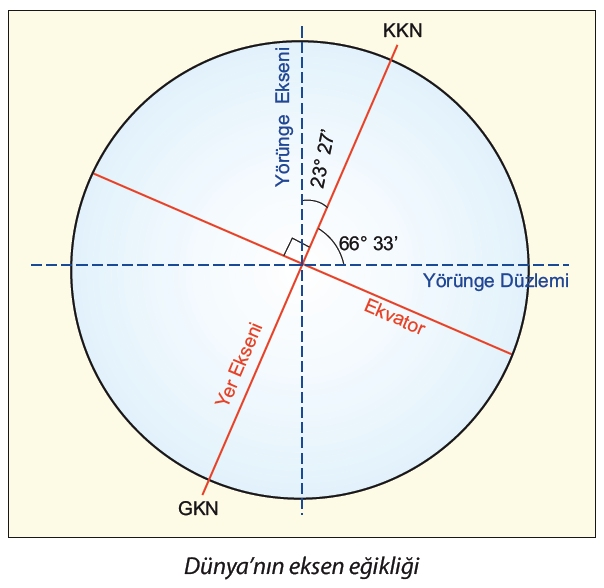 KKN
Yörünge Ekseni
23° 27’
66° 33’
Yörünge Düzlemi
Ekvator
Yer Ekseni
GKN
Dünya’nın eksen eğikliği